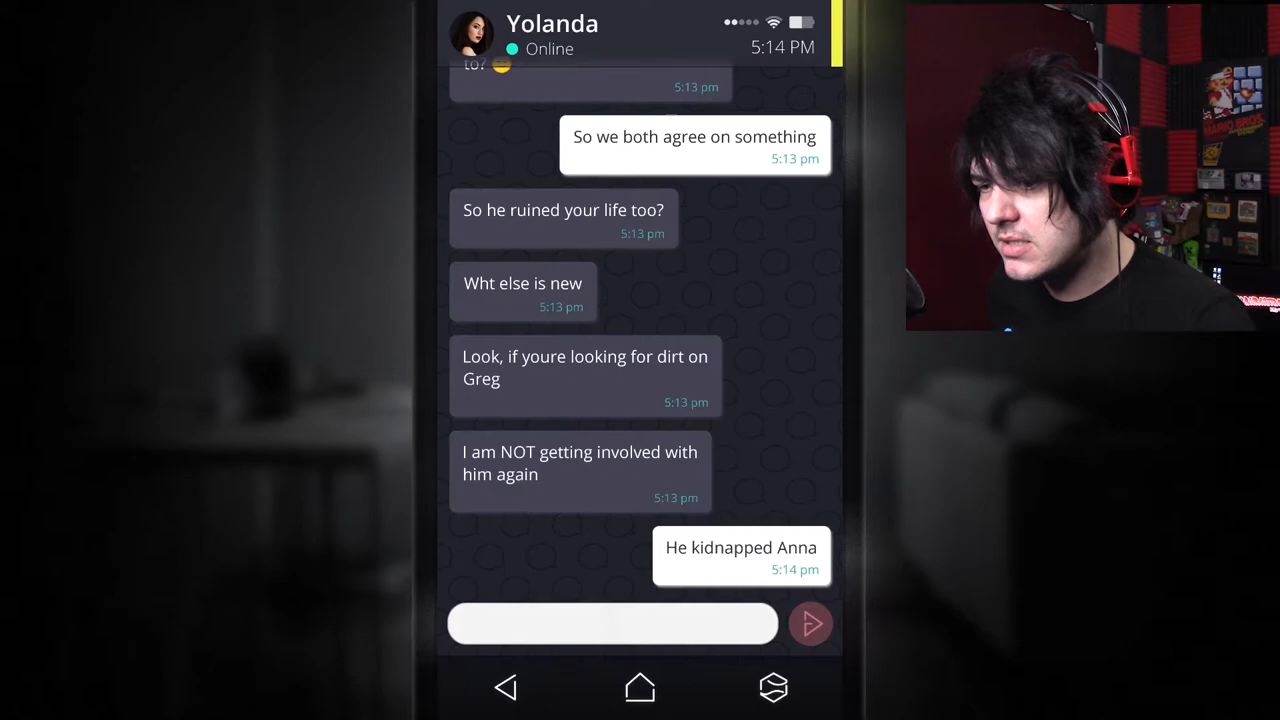 Yolanda
Online
5:14 PM
to?
5:13 pm
So we both agree on something
5:13 pm
So he ruined your life too?
5:13 pm
Wht else is new
5:13 pm
Look, if youre looking for dirt on
Greg
5:13 pm
I am NOT getting involved with
him again
5:13 pm
He kidnapped Anna
5:14 pm
MARIO BROS.